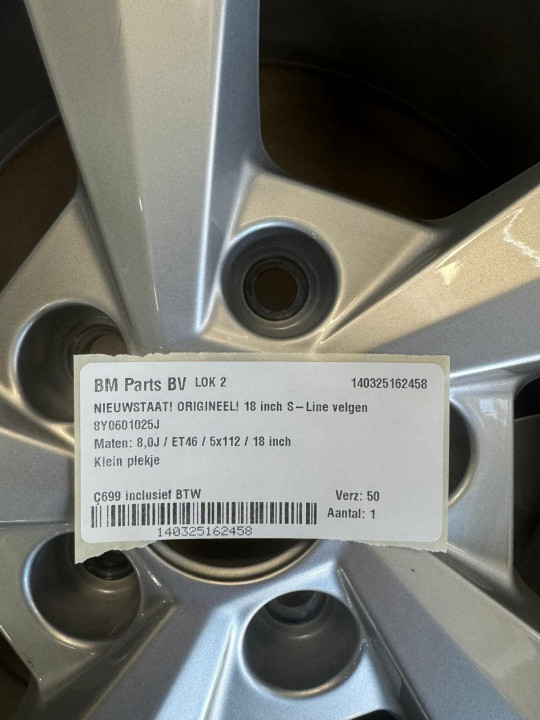 BM Parts BV LOK 2 140325162458
NIEUWSTAAT! ORIGINEEL! 18 inch S-Line velgen
8Y0601025J
Maten: 8,0J / ET46 / 5x112 / 18 inch
Klein plekje
Ç699 inclusief BTW Verz: 50
Aantal: 1
140325162458